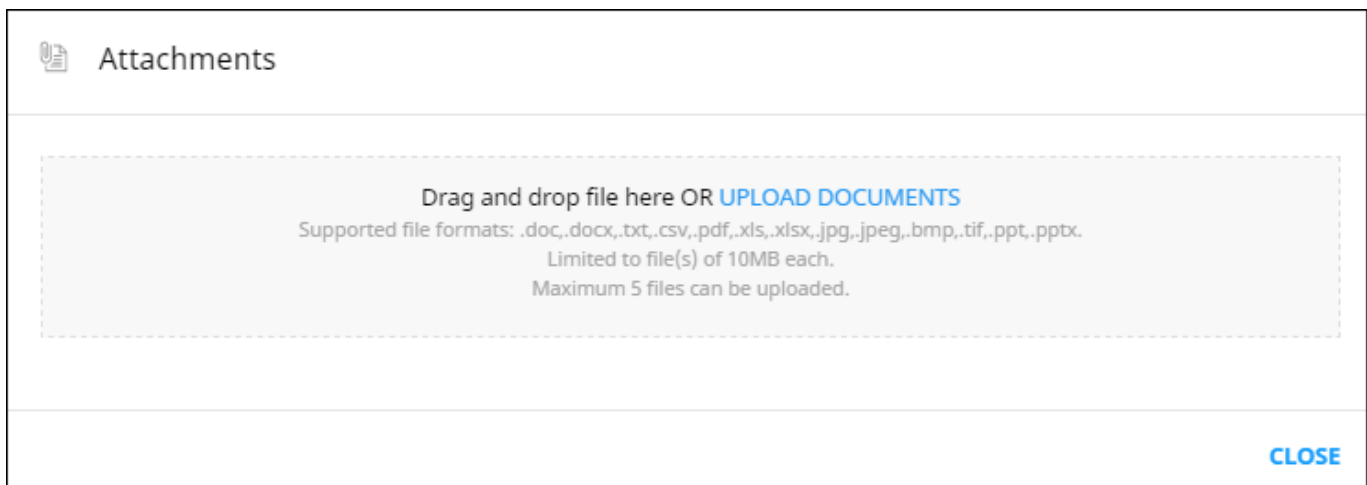 Attachments
Drag and drop file here OR UPLOAD DOCUMENTS
Supported file formats: .doc,.docx,.txt,.csv,.pdf,.xls,.xlsx,.jpg,.jpeg,.bmp,.tif,.ppt,.pptx.
Limited to file(s) of 10MB each.
Maximum 5 files can be uploaded.
CLOSE